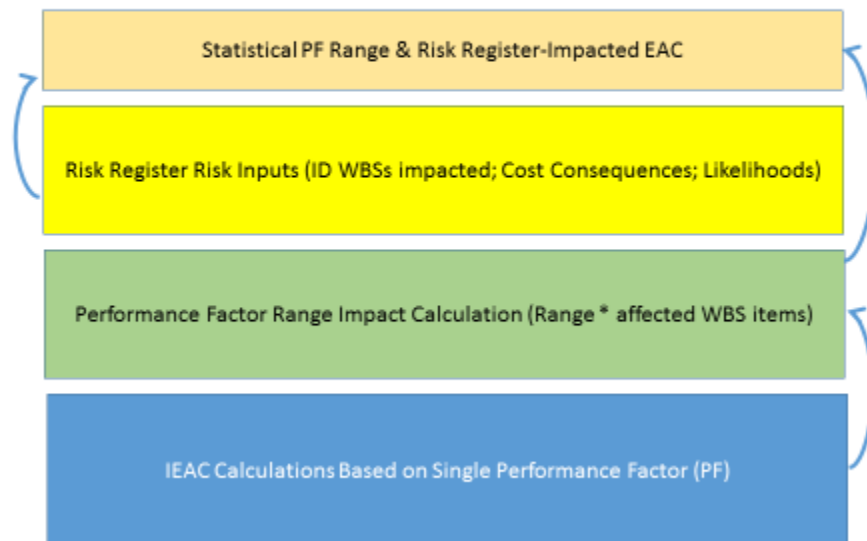 Statistical PF Range & Risk Register-Impacted EAC
Risk Register Risk Inputs (ID WBSs impacted; Cost Consequences; Likelihoods)
Performance Factor Range Impact Calculation (Range * affected WBS items)
IEAC Calculations Based on Single Performance Factor (PF)